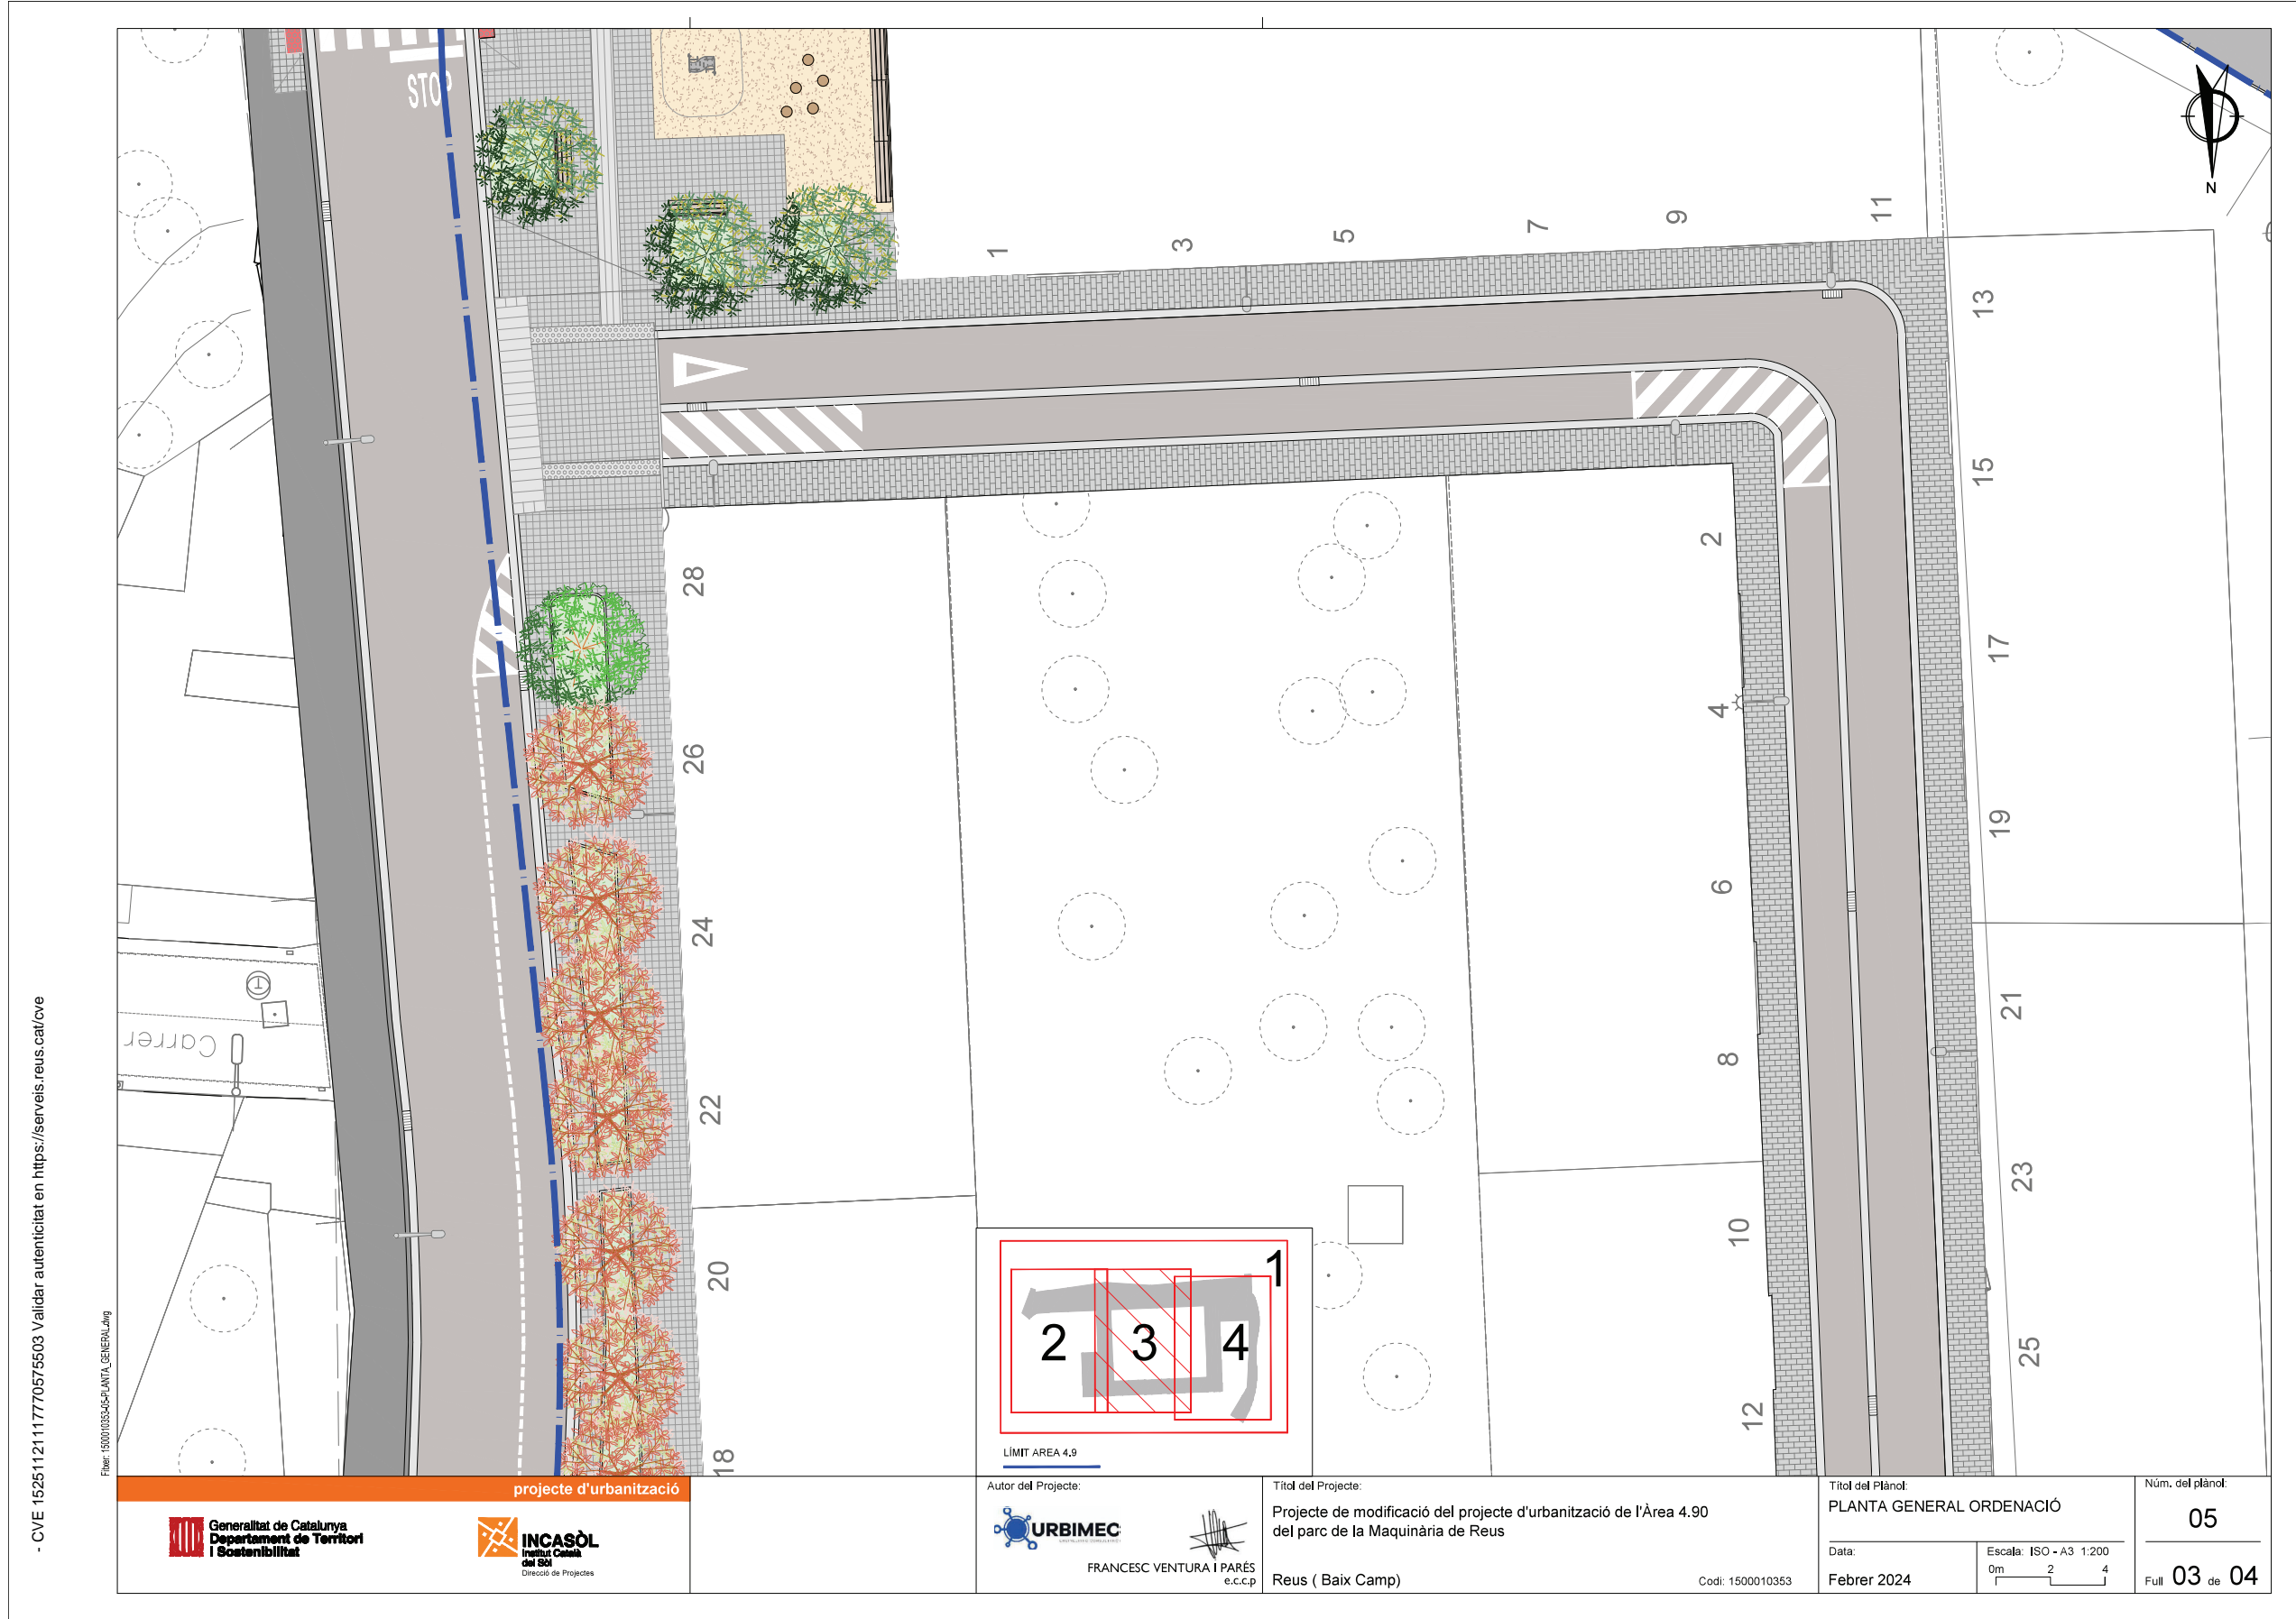 STOP
1
3
5
7
9
11
N
13
15
17
19
21
23
25
28
26
24
22
20
18
2
4
6
8
10
12
Carrer
1
2
3
4
LÍMIT AREA 4.9
- CVE 15251121117770575503 Validar autenticitat en https://serveis.reus.cat/cve
Fitxer: 1500010353-05-PLANTA_GENERAL.dwg
projecte d'urbanització
Generalitat de Catalunya
Departament de Territori
i Sostenibilitat
INCASÒL
Institut Català
del Sòl
Direcció de Projectes
Autor del Projecte:
URBIMEC
FRANCESC VENTURA I PARÉS
e.c.c.p
Títol del Projecte:
Projecte de modificació del projecte d'urbanització de l'Àrea 4.90
del parc de la Maquinària de Reus
Reus ( Baix Camp)
Codi: 1500010353
Títol del Plànol:
PLANTA GENERAL ORDENACIÓ
Data:
Febrer 2024
Escala: ISO - A3 1:200
0m 2 4
Núm. del plànol:
05
Full 03 de 04